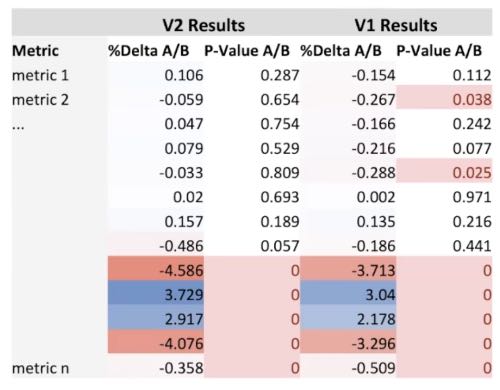 V2 Results V1 Results
Metric %Delta A/B P-Value A/B %Delta A/B P-Value A/B
metric 1 0.106 0.287 -0.154 0.112
metric 2 -0.059 0.654 -0.267 0.038
... 0.047 0.754 -0.166 0.242
0.079 0.529 -0.216 0.077
-0.033 0.809 -0.288 0.025
0.02 0.693 0.002 0.971
0.157 0.189 0.135 0.216
-0.486 0.057 -0.186 0.441
-4.586 0 -3.713 0
3.729 0 3.04 0
2.917 0 2.178 0
-4.076 0 -3.296 0
metric n -0.358 0 -0.509 0